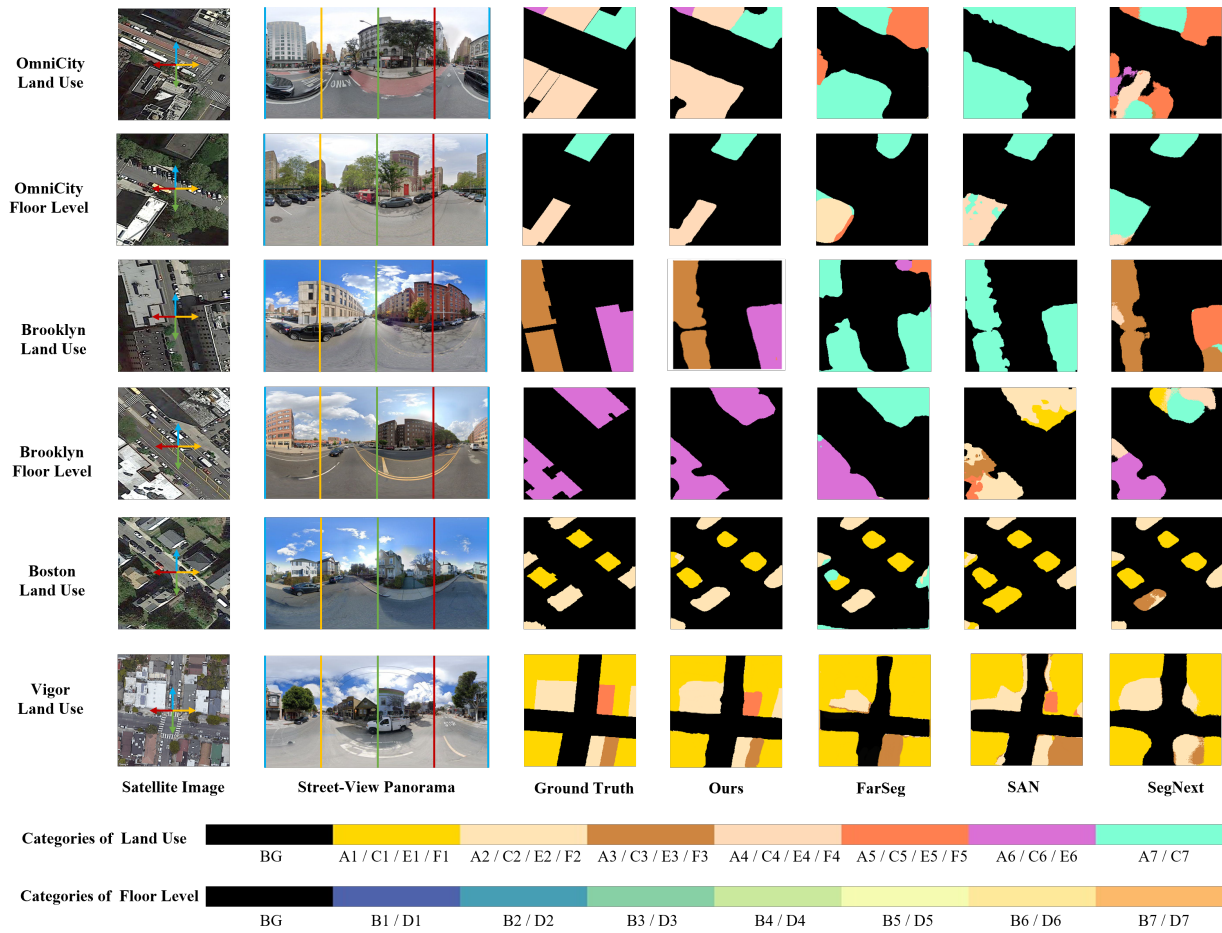 OmniCity
Land Use
OmniCity
Floor Level
Brooklyn
Land Use
Brooklyn
Floor Level
Boston
Land Use
Vigor
Land Use
Satellite Image Street-View Panorama Ground Truth Ours FarSeg SAN SegNext
Categories of Land Use
BG A1 / C1 / E1 / F1 A2 / C2 / E2 / F2 A3 / C3 / E3 / F3 A4 / C4 / E4 / F4 A5 / C5 / E5 / F5 A6 / C6 / E6 A7 / C7
Categories of Floor Level
BG B1 / D1 B2 / D2 B3 / D3 B4 / D4 B5 / D5 B6 / D6 B7 / D7